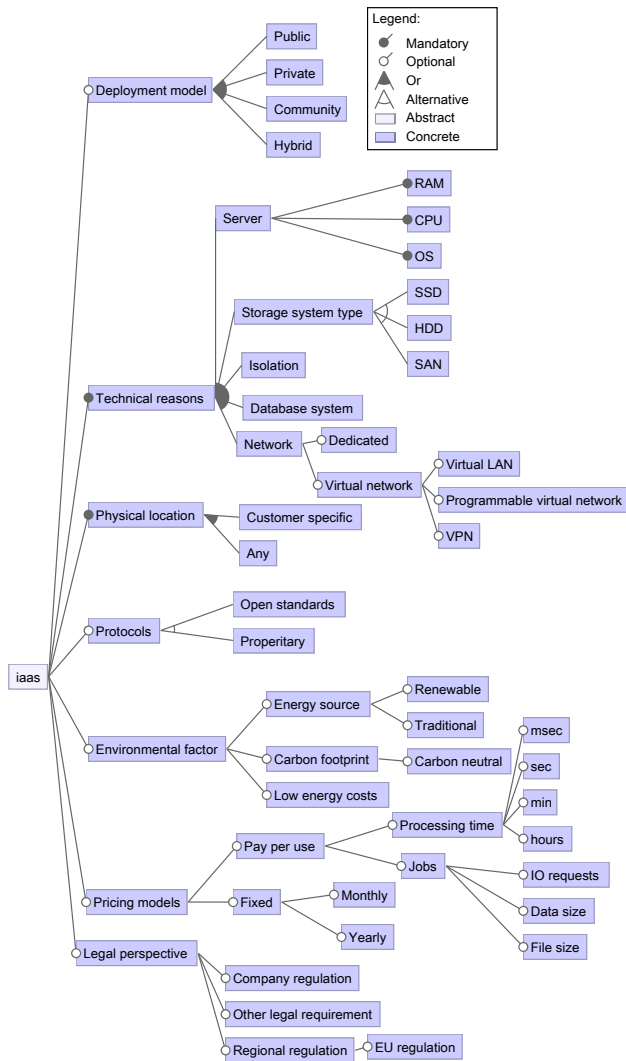 Legend:
Mandatory
Optional
Or
Alternative
Abstract
Concrete
Public
Private
Community
Hybrid
Deployment model
Server
RAM
CPU
OS
Storage system type
SSD
HDD
SAN
Isolation
Technical reasons
Database system
Network
Dedicated
Virtual network
Virtual LAN
Programmable virtual network
VPN
Physical location
Customer specific
Any
Protocols
Open standards
Properitary
iaas
Environmental factor
Energy source
Renewable
Traditional
Carbon footprint
Carbon neutral
Low energy costs
Pricing models
Pay per use
Processing time
msec
sec
min
hours
Jobs
IO requests
Data size
File size
Fixed
Monthly
Yearly
Legal perspective
Company regulation
Other legal requirement
Regional regulation
EU regulation